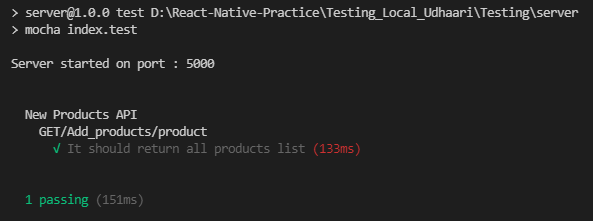 > server@1.0.0 test D:\React-Native-Practice\Testing_Local_Udhaari\Testing\server
> mocha index.test
Server started on port : 5000
New Products API
GET/Add_products/product
√ It should return all products list (133ms)
1 passing (151ms)